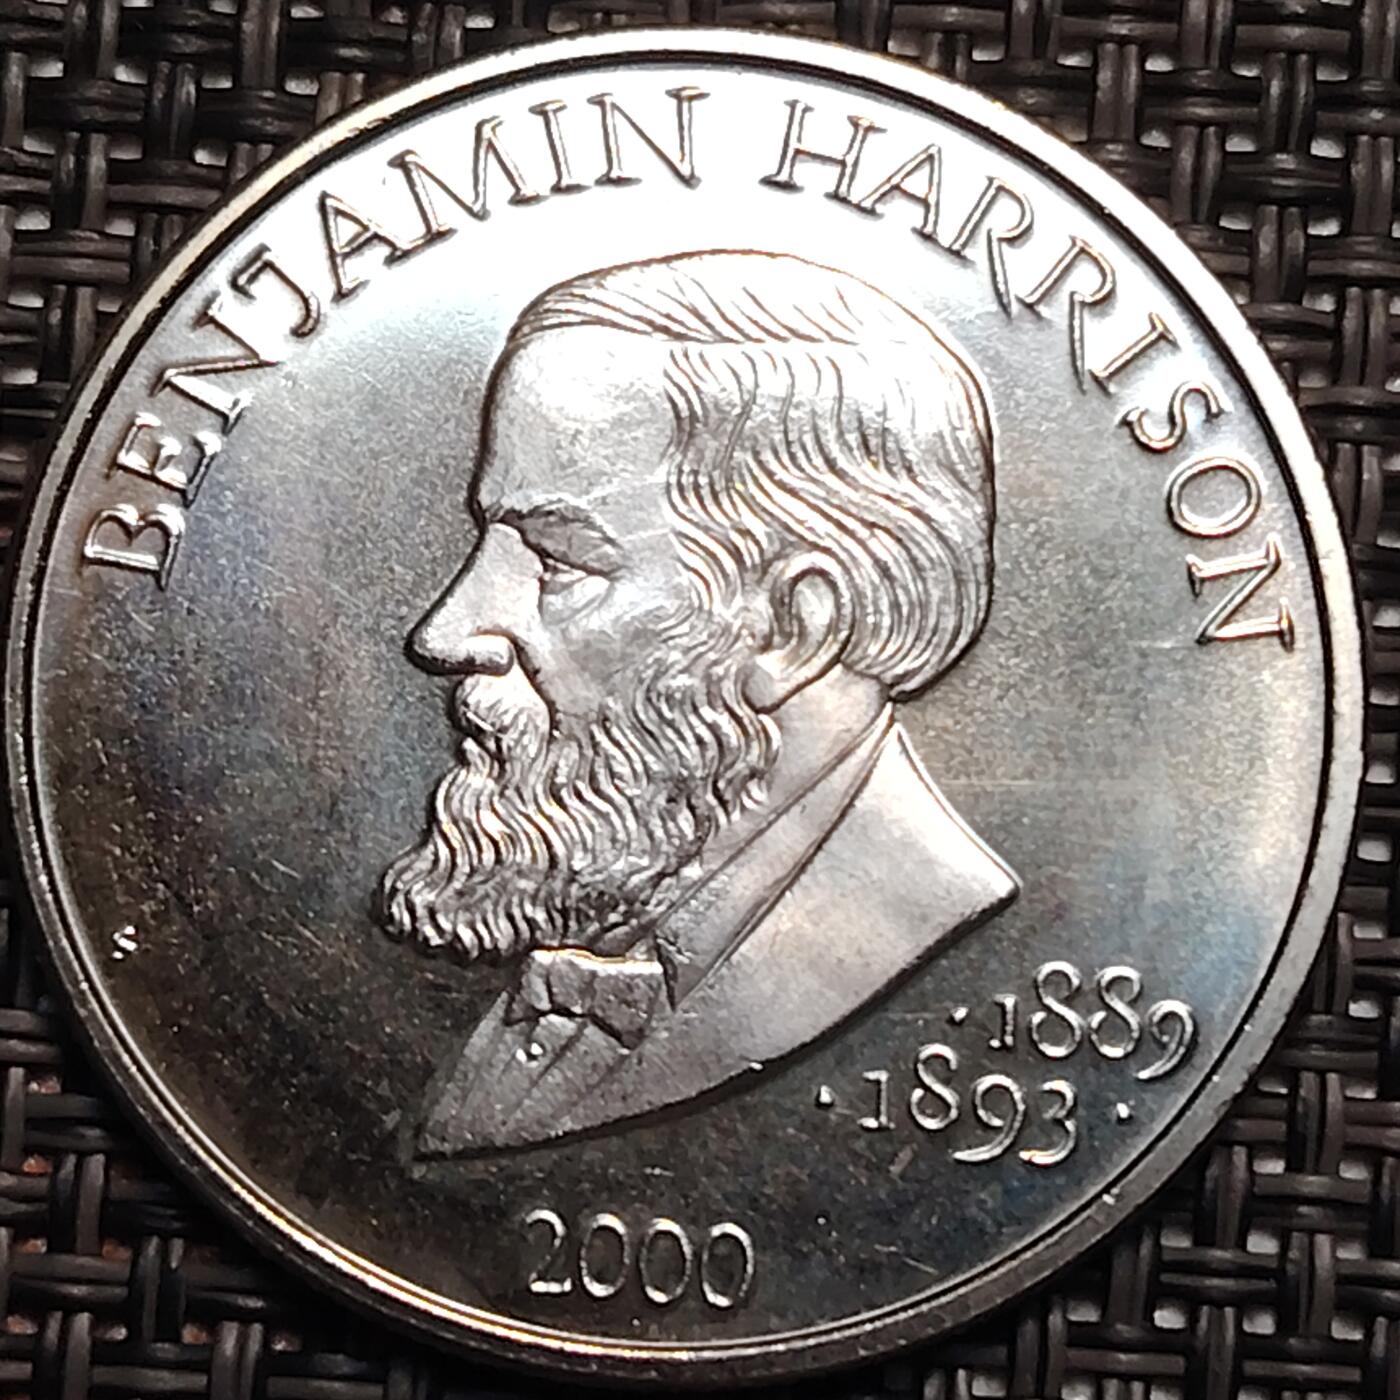 BENJAMIN HARRISON
S
·1889
·1893·
2000